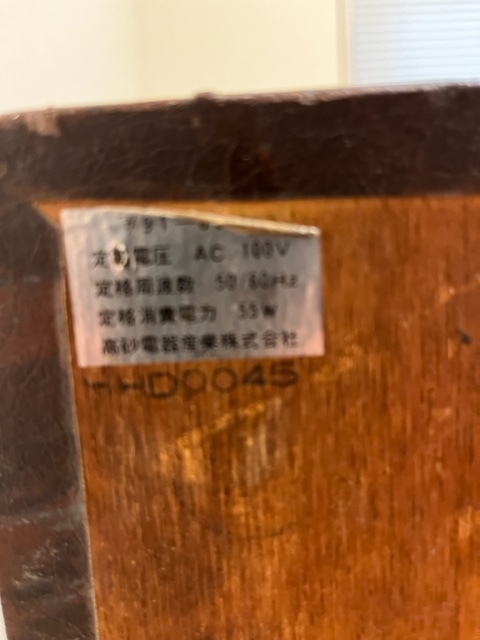 定格電圧 AC 100V
定格周波数 50/60Hz
定格消費電力 55W
高砂電器産業株式会社
HHD0045